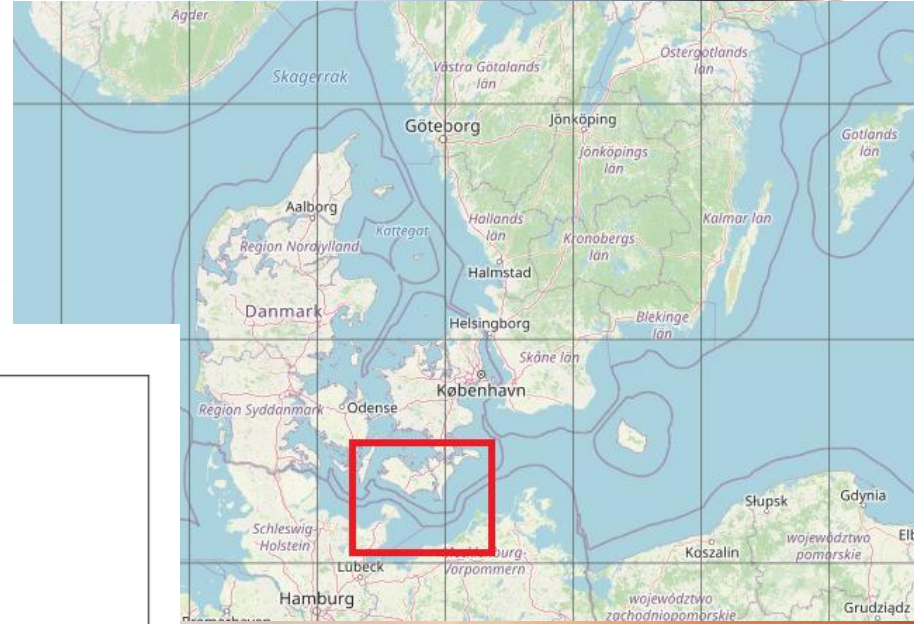 Agder
Skagerrak
Västra Götalands
län
Östergötlands
län
Göteborg
Jönköping
Jönköpings
län
Gotlands
län
Aalborg
Region Nordjylland
Kattegat
Hallands
län
Kronobergs
län
Kalmar län
Halmstad
Danmark
Helsingborg
Blekinge
län
Skåne län
København
Region Syddanmark
Odense
Słupsk
Gdynia
Schleswig-
Holstein
Koszalin
województwo
pomorskie
Lübeck
Vorpommern
Hamburg
województwo
zachodniopomorskie
Grudziądz